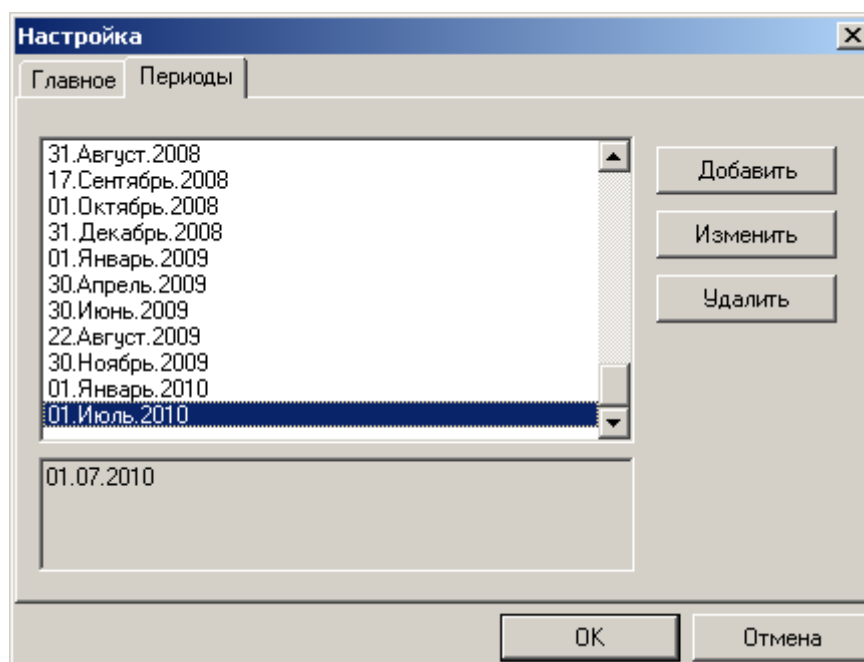 Настройка
Главное Периоды
31.Август.2008
17.Сентябрь.2008
01.Октябрь.2008
31.Декабрь.2008
01.Январь.2009
30.Апрель.2009
30.Июнь.2009
22.Август.2009
30.Ноябрь.2009
01.Январь.2010
01.Июль.2010
01.07.2010
Добавить
Изменить
Удалить
OK Отмена